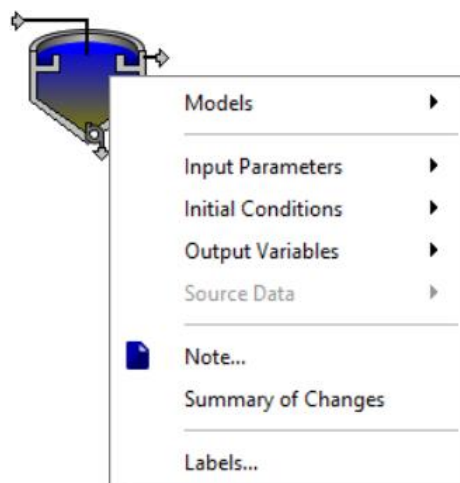 Models
Input Parameters
Initial Conditions
Output Variables
Source Data
Note...
Summary of Changes
Labels...